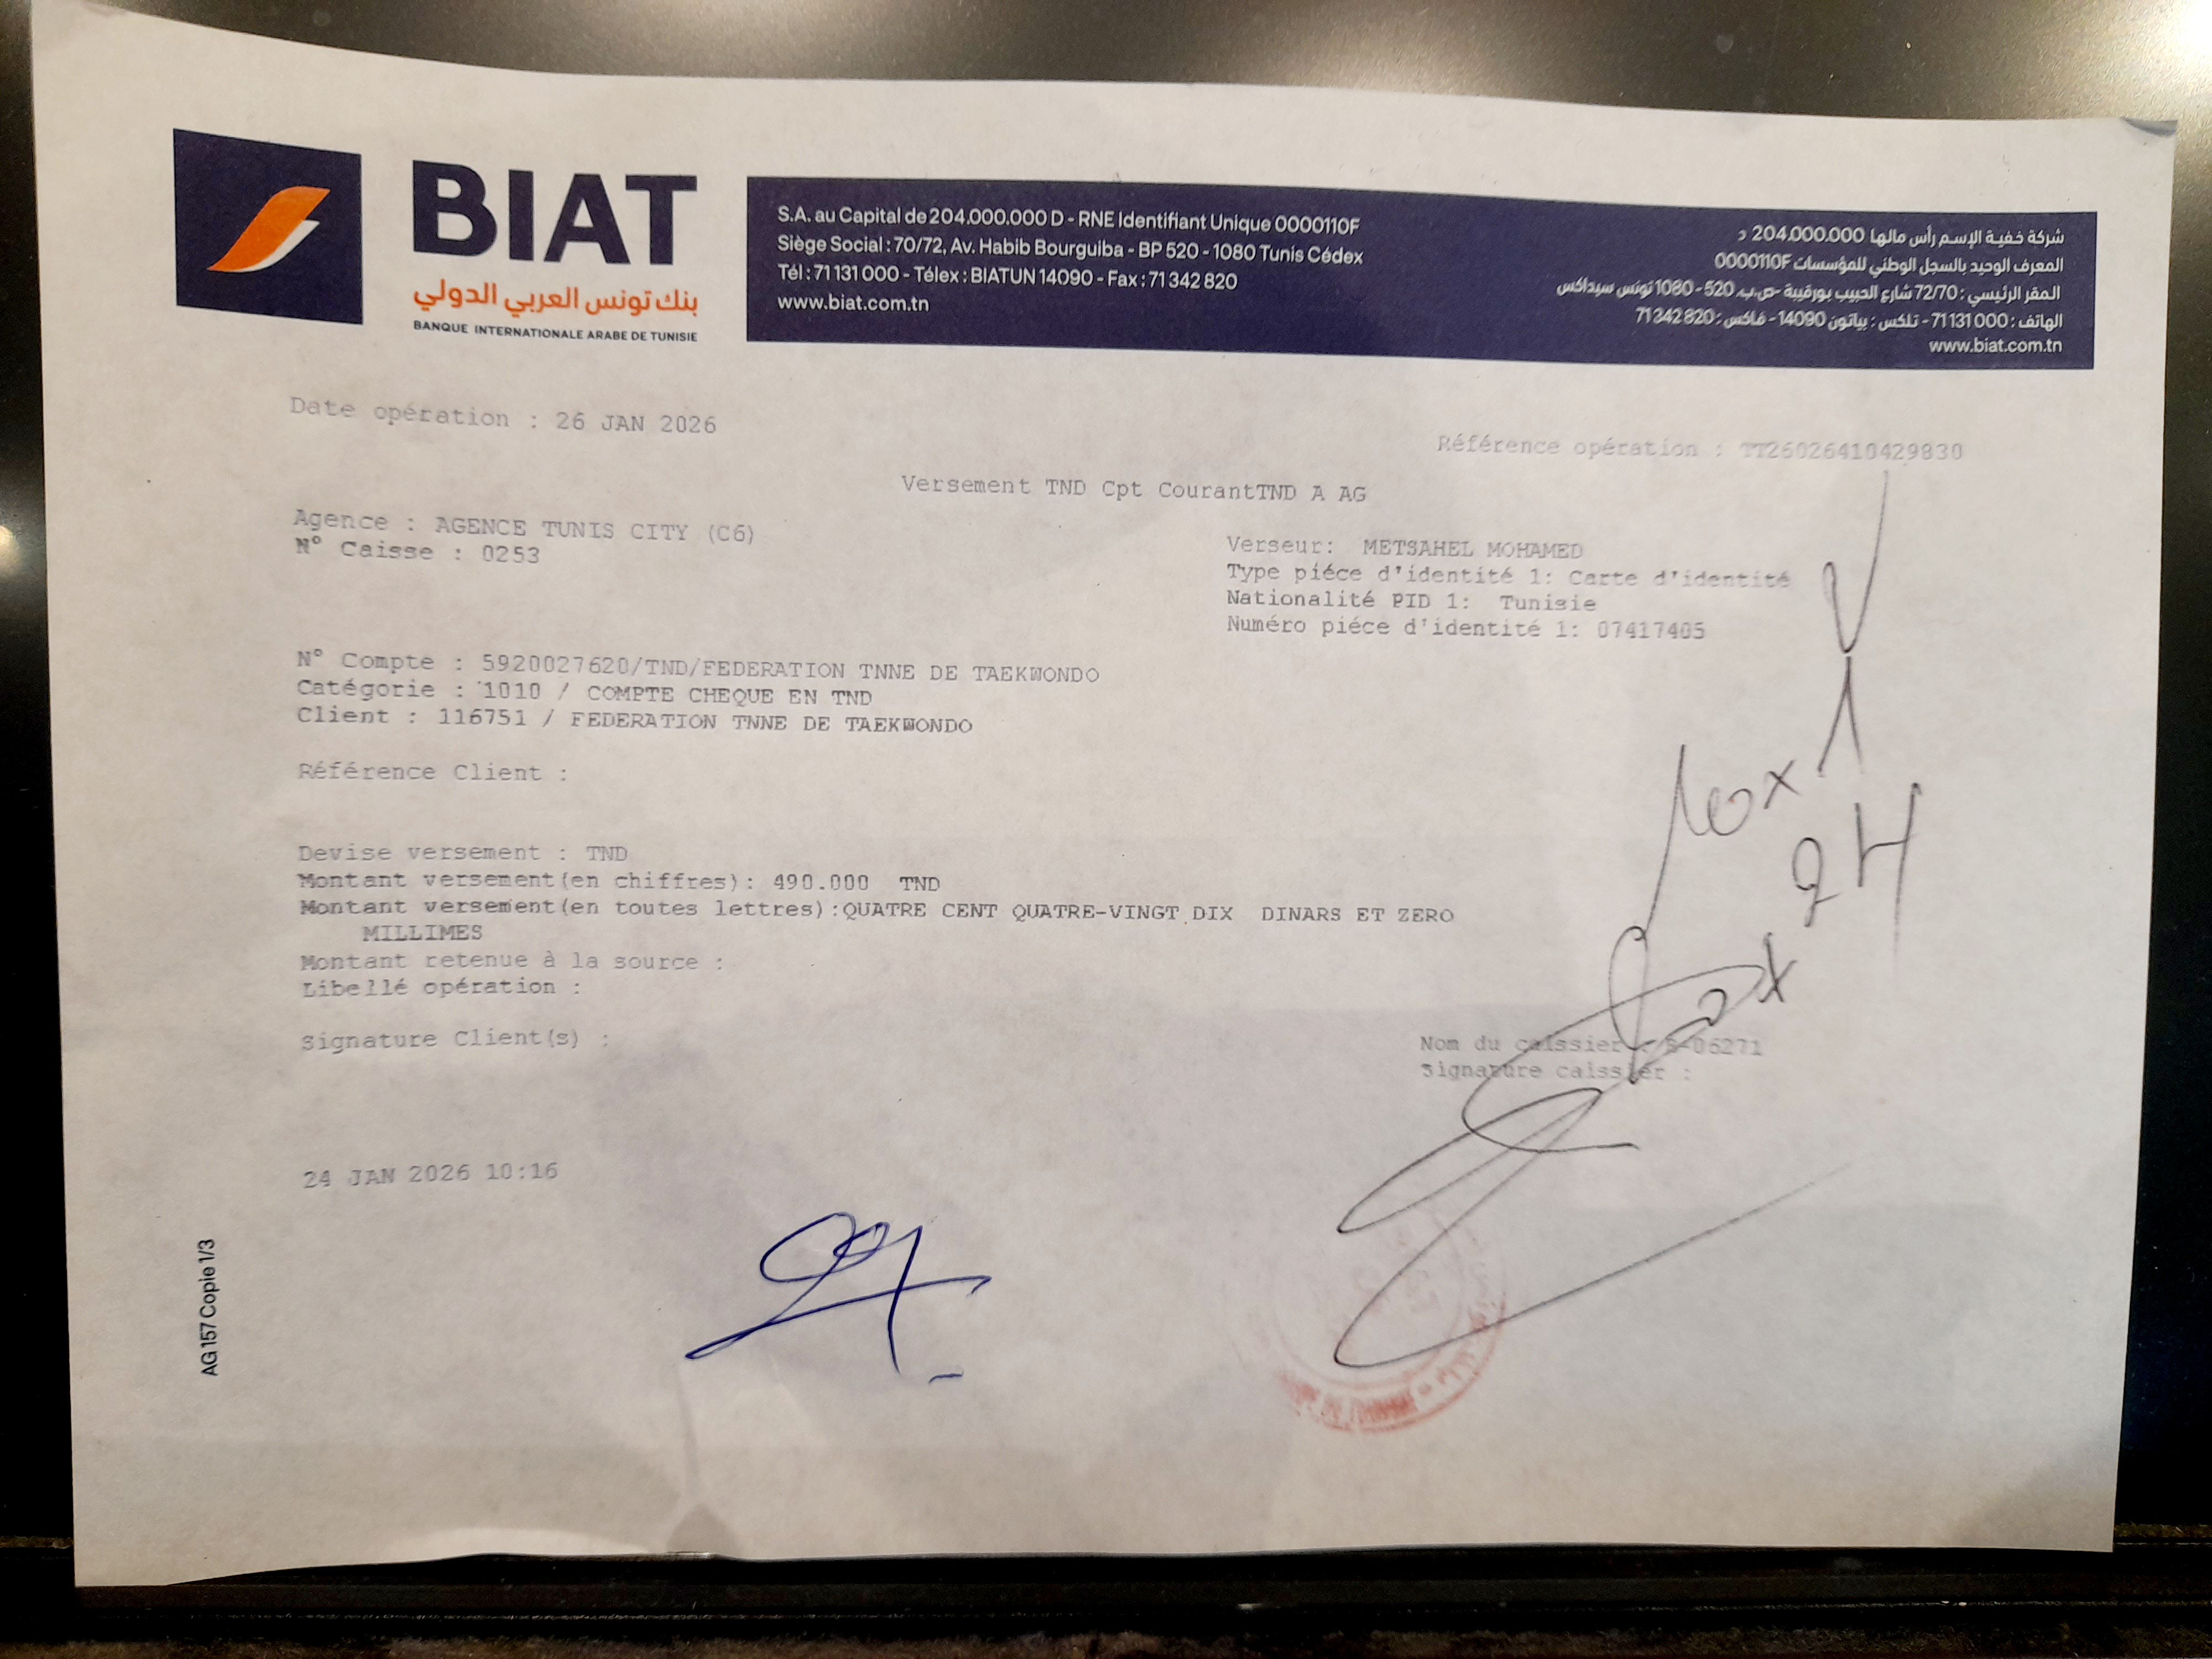 BIAT
بنك تونس العربي الدولي
BANQUE INTERNATIONALE ARABE DE TUNISIE
S.A. au Capital de 204.000.000 D - RNE Identifiant Unique 0000110F
Siège Social : 70/72, Av. Habib Bourguiba - BP 520 - 1080 Tunis Cédex
Tél : 71 131 000 - Télex : BIATUN 14090 - Fax : 71 342 820
www.biat.com.tn
شركة خفية الإسم رأس مالها 204.000.000 د
المعرف الوحيد بالسجل الوطني للمؤسسات 0000110F
المقر الرئيسي : 72/70 شارع الحبيب بورقيبة -ص.ب. 520 - 1080 تونس سيداكس
الهاتف : 71131000 - تلكس : بياتون 14090 - فاكس : 71342820
www.biat.com.tn
Date opération : 26 JAN 2026
Référence opération : TT26026410429830
Versement TND Cpt CourantTND A AG
Agence : AGENCE TUNIS CITY (C6)
N° Caisse : 0253
Verseur: METSAHEL MOHAMED
Type piéce d'identité 1: Carte d'identité
Nationalité PID 1: Tunisie
Numéro piéce d'identité 1: 07417405
N° Compte : 5920027620/TND/FEDERATION TNNE DE TAEKWONDO
Catégorie : 1010 / COMPTE CHEQUE EN TND
Client : 116751 / FEDERATION TNNE DE TAEKWONDO
Référence Client :
Devise versement : TND
Montant versement(en chiffres): 490.000 TND
Montant versement(en toutes lettres):QUATRE CENT QUATRE-VINGT DIX DINARS ET ZERO
MILLIMES
Montant retenue à la source :
Libellé opération :
Signature Client(s) :
Nom du caissier : S-06271
Signature caissier :
10x1
24
24 JAN 2026 10:16
AG 157 Copie 1/3